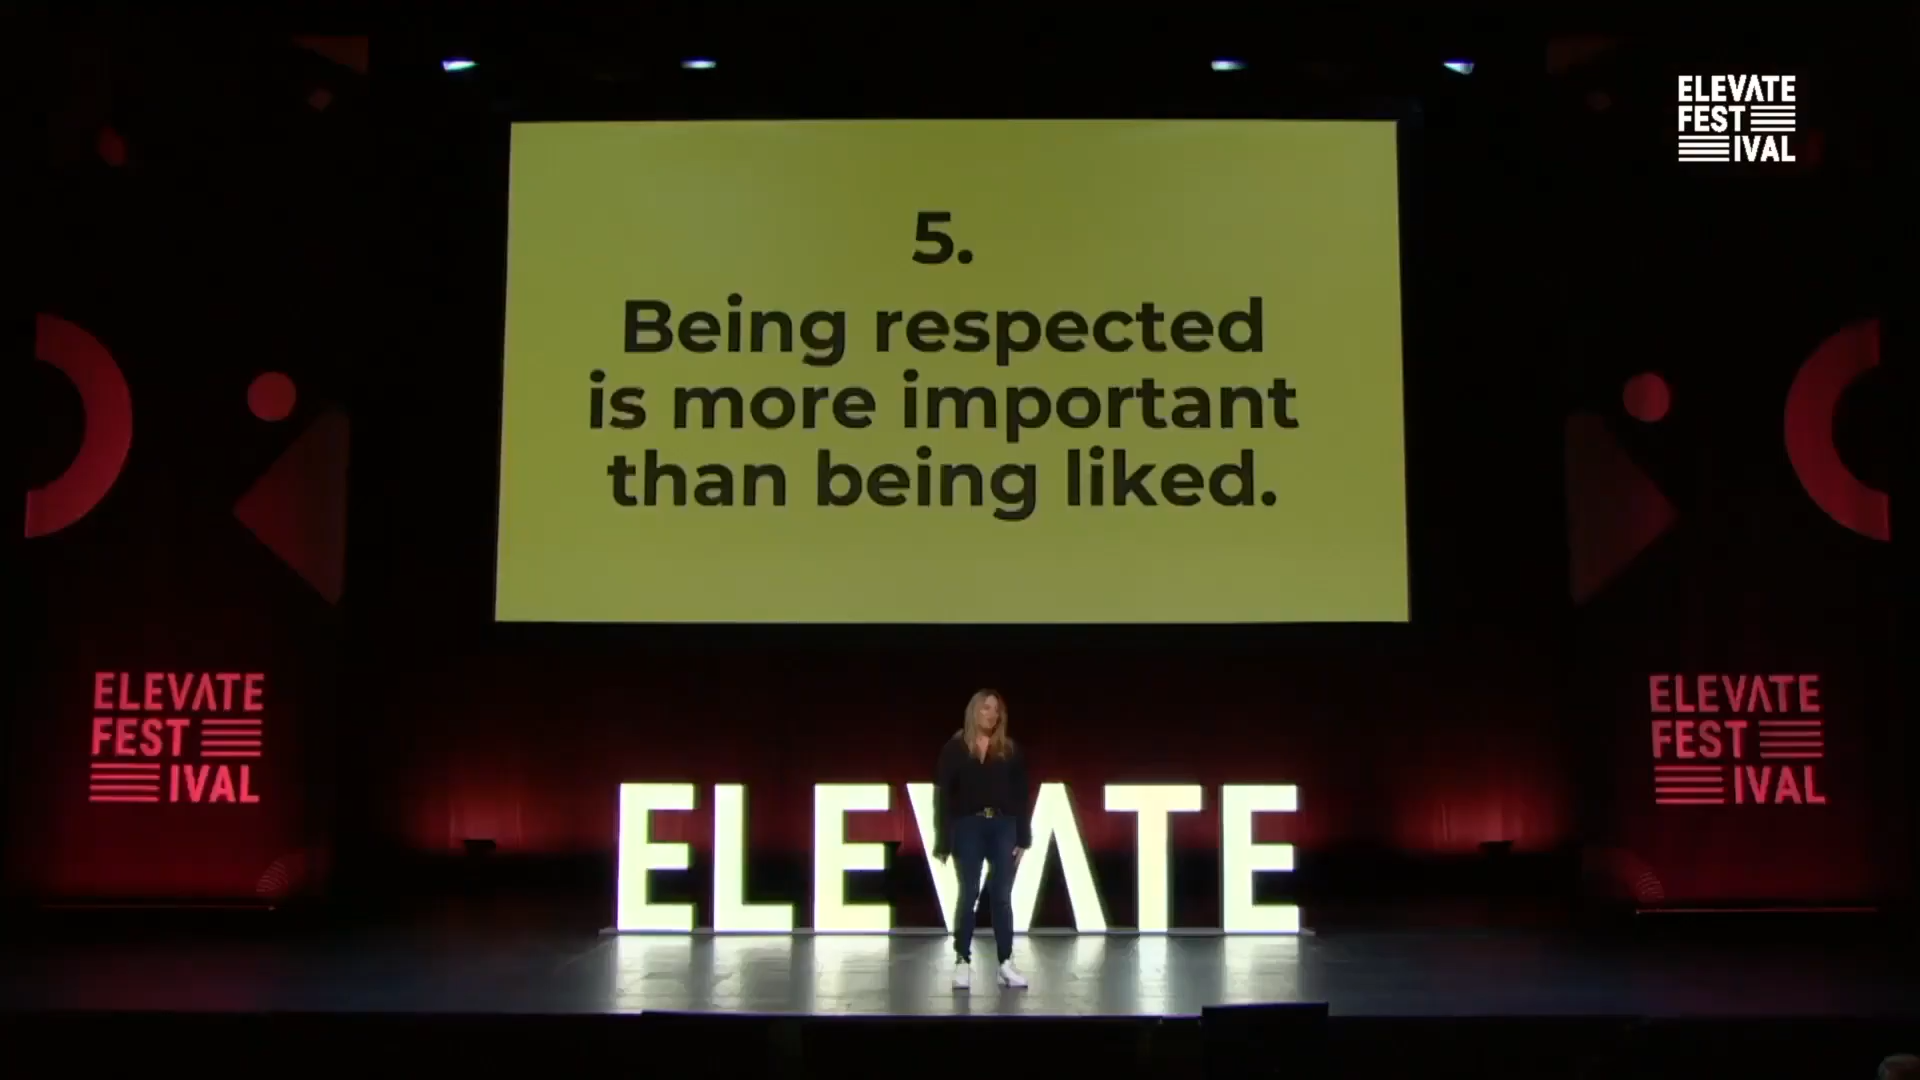 ELEVATE
FEST
IVAL
5.
Being respected
is more important
than being liked.
ELEVATE
FEST
IVAL
ELEVATE
ELEVATE
FEST
IVAL